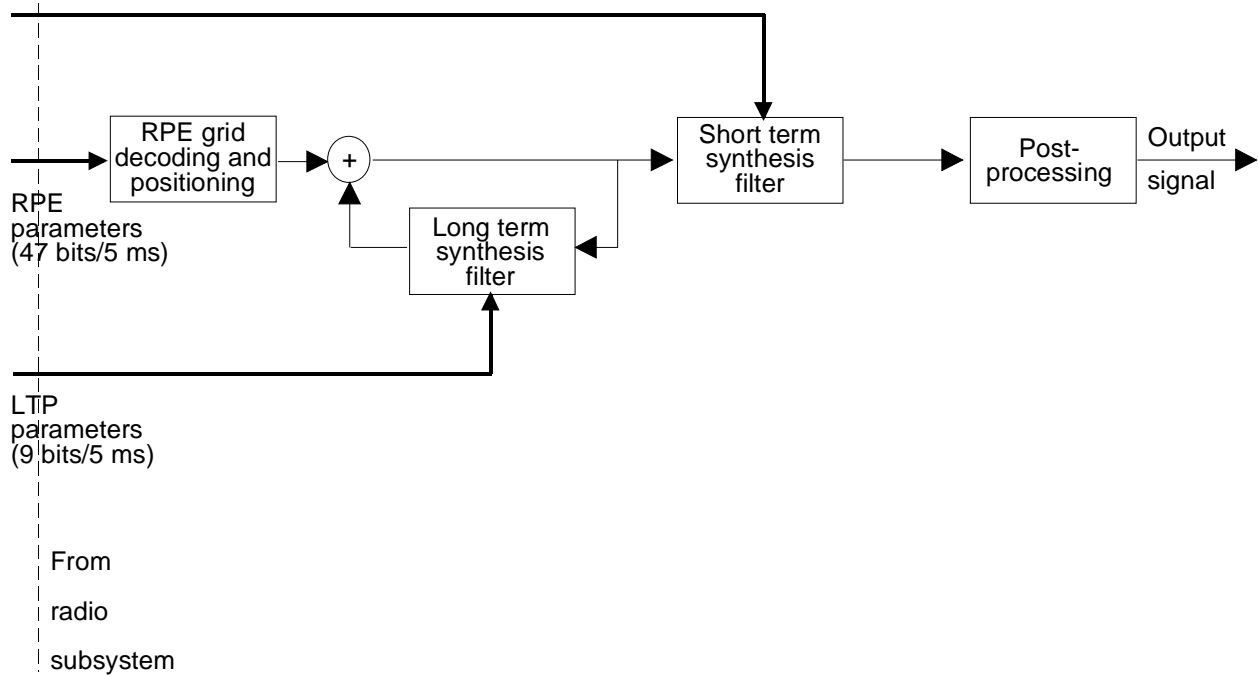 RPE grid
decoding and
positioning
+
Short term
synthesis
filter
Post-
processing
Output
signal
RPE
parameters
(47 bits/5 ms)
Long term
synthesis
filter
LTP
parameters
(9 bits/5 ms)
From
radio
subsystem